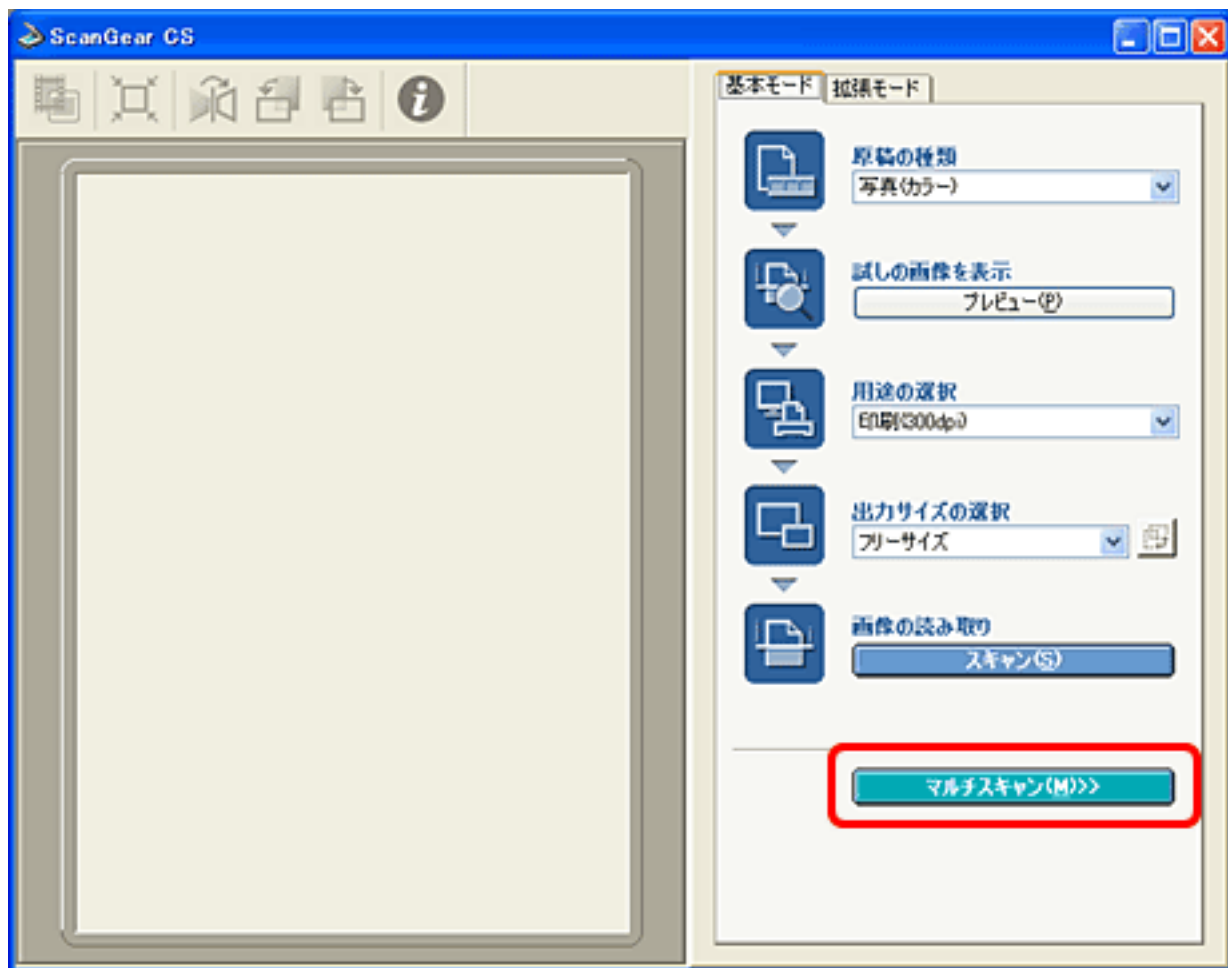 ScanGear CS
基本モード 拡張モード
原稿の種類
写真(カラー)
試しの画像を表示
プレビュー(P)
用途の選択
印刷(300dpi)
出力サイズの選択
フリーサイズ
画像の読み取り
スキャン(S)
マルチスキャン(M)>>